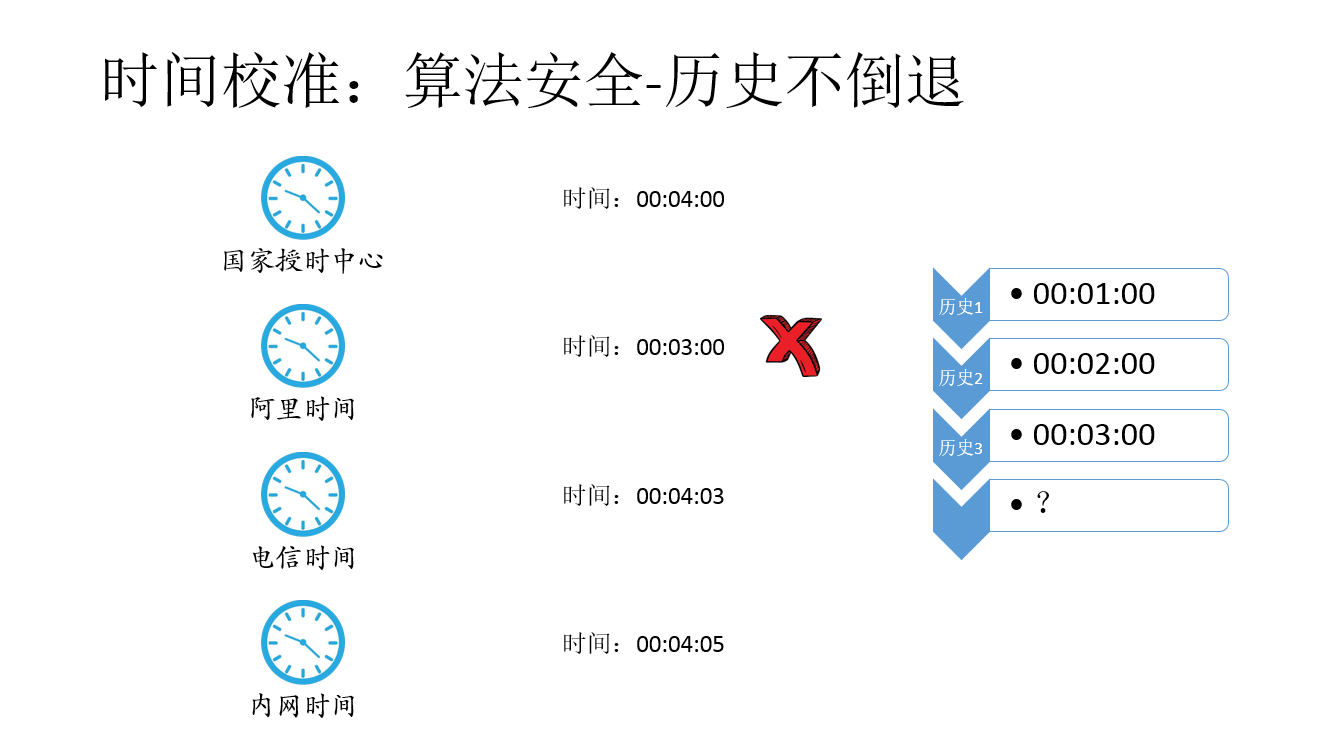 时间校准：算法安全-历史不倒退
国家授时中心
时间：00:04:00
阿里时间
时间：00:03:00
电信时间
时间：00:04:03
内网时间
时间：00:04:05
历史1
• 00:01:00
历史2
• 00:02:00
历史3
• 00:03:00
• ？